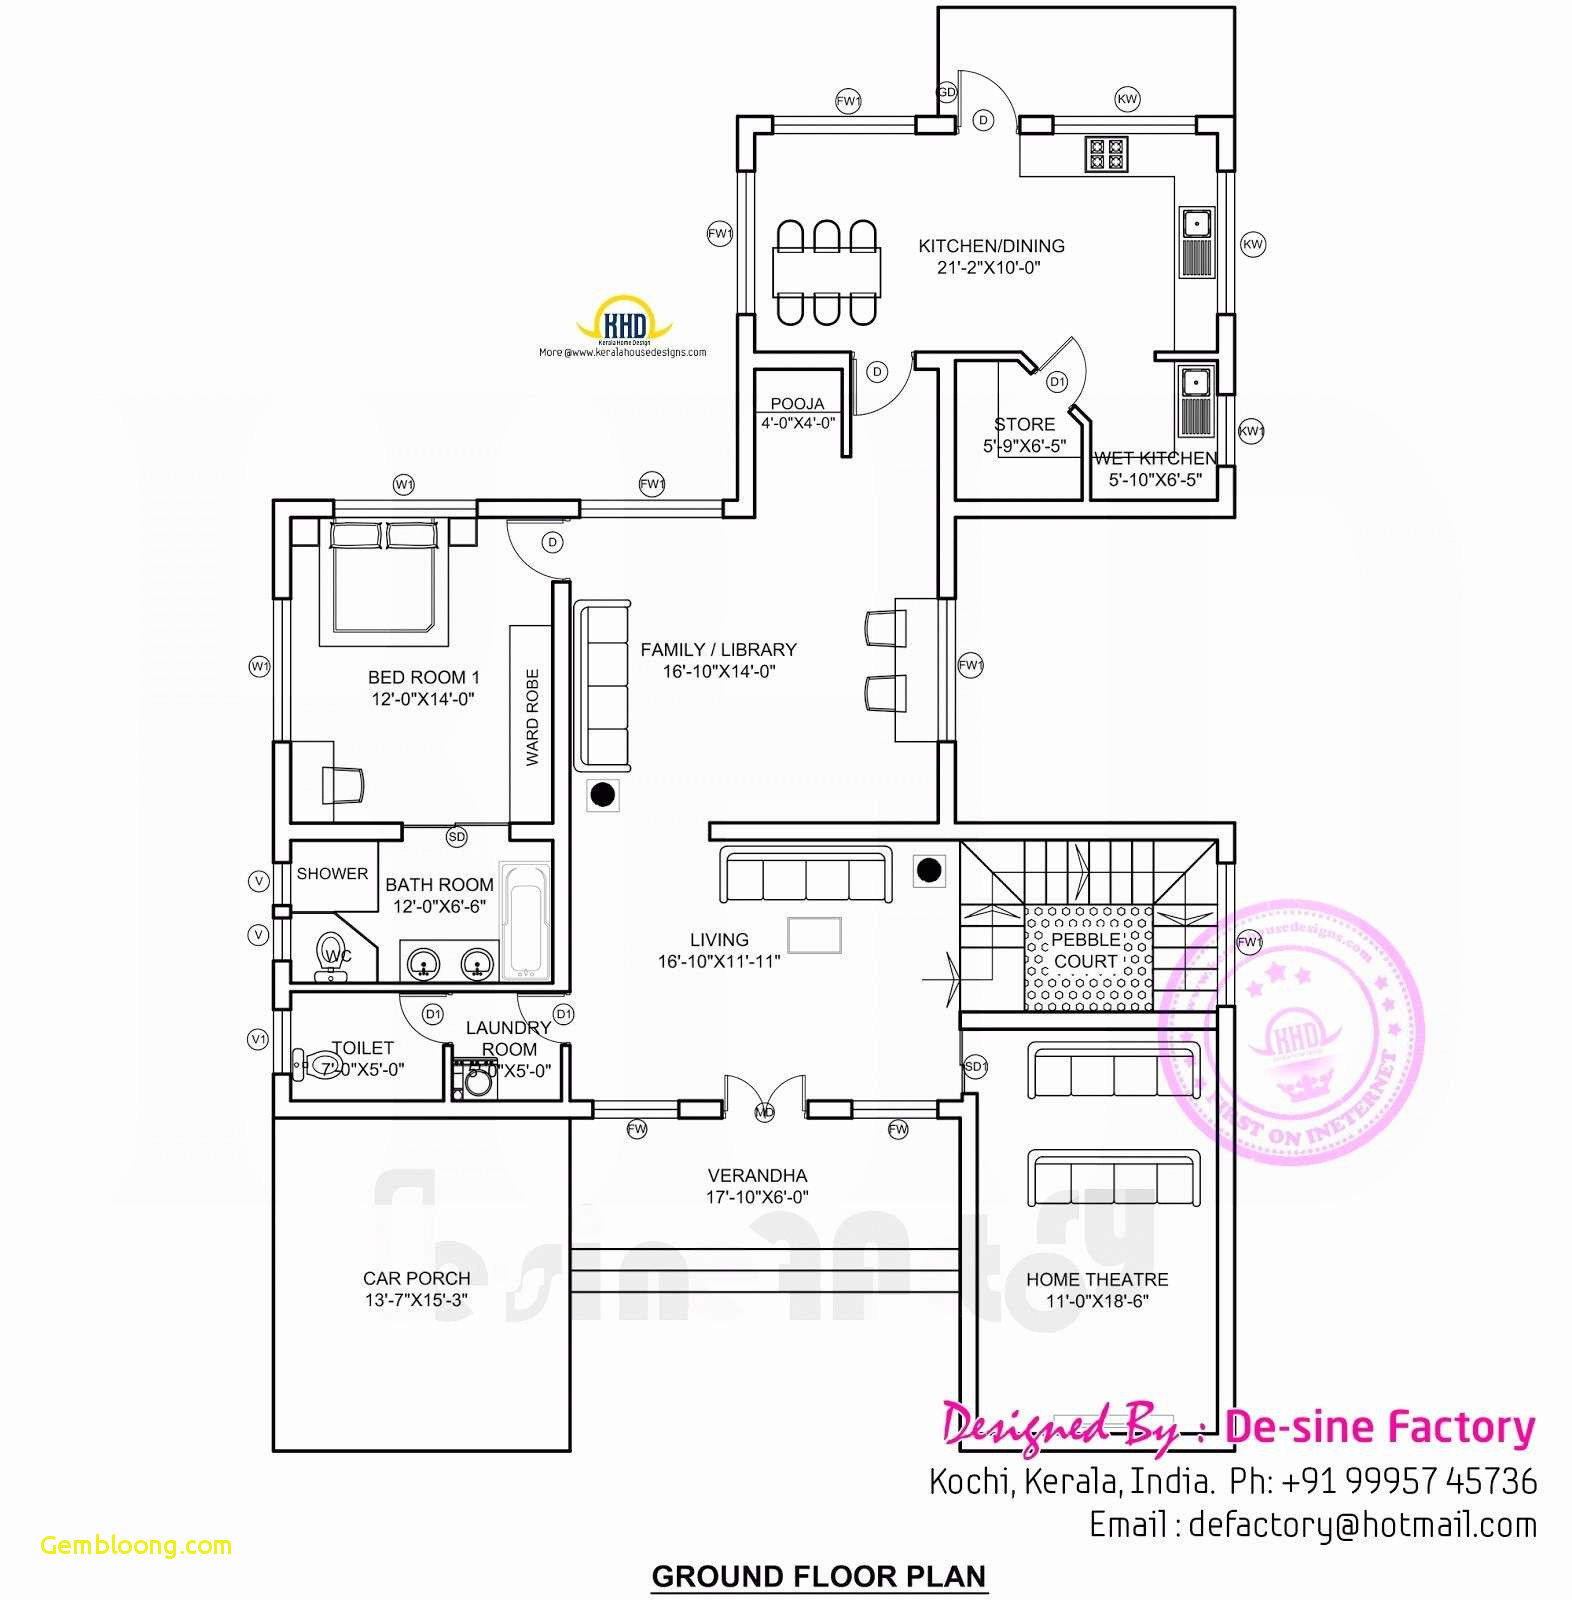 GD
D
FW1
KW
FW1
KITCHEN/DINING
21'-2"X10'-0"
KW
KHD
Kerala Home Design
More @www.keralahousedesigns.com
D
D1
POOJA
4'-0"X4'-0"
STORE
5'-9"X6'-5"
WET KITCHEN
5'-10"X6'-5"
KW1
W1
FW1
D
W1
BED ROOM 1
12'-0"X14'-0"
WARD ROBE
FAMILY / LIBRARY
16'-10"X14'-0"
FW1
SD
SHOWER
V
BATH ROOM
12'-0"X6'-6"
V
WC
LIVING
16'-10"X11'-11"
PEBBLE
COURT
FW1
D1
D1
V1
TOILET
7'-0"X5'-0"
LAUNDRY
ROOM
5'-0"X5'-0"
SD1
MD
FW
FW
KHD
FIRST ON INETERNET
VERANDHA
17'-10"X6'-0"
CAR PORCH
13'-7"X15'-3"
HOME THEATRE
11'-0"X18'-6"
Designed By : De-sine Factory
Kochi, Kerala, India. Ph: +91 99957 45736
Email : defactory@hotmail.com
Gembloong.com
GROUND FLOOR PLAN